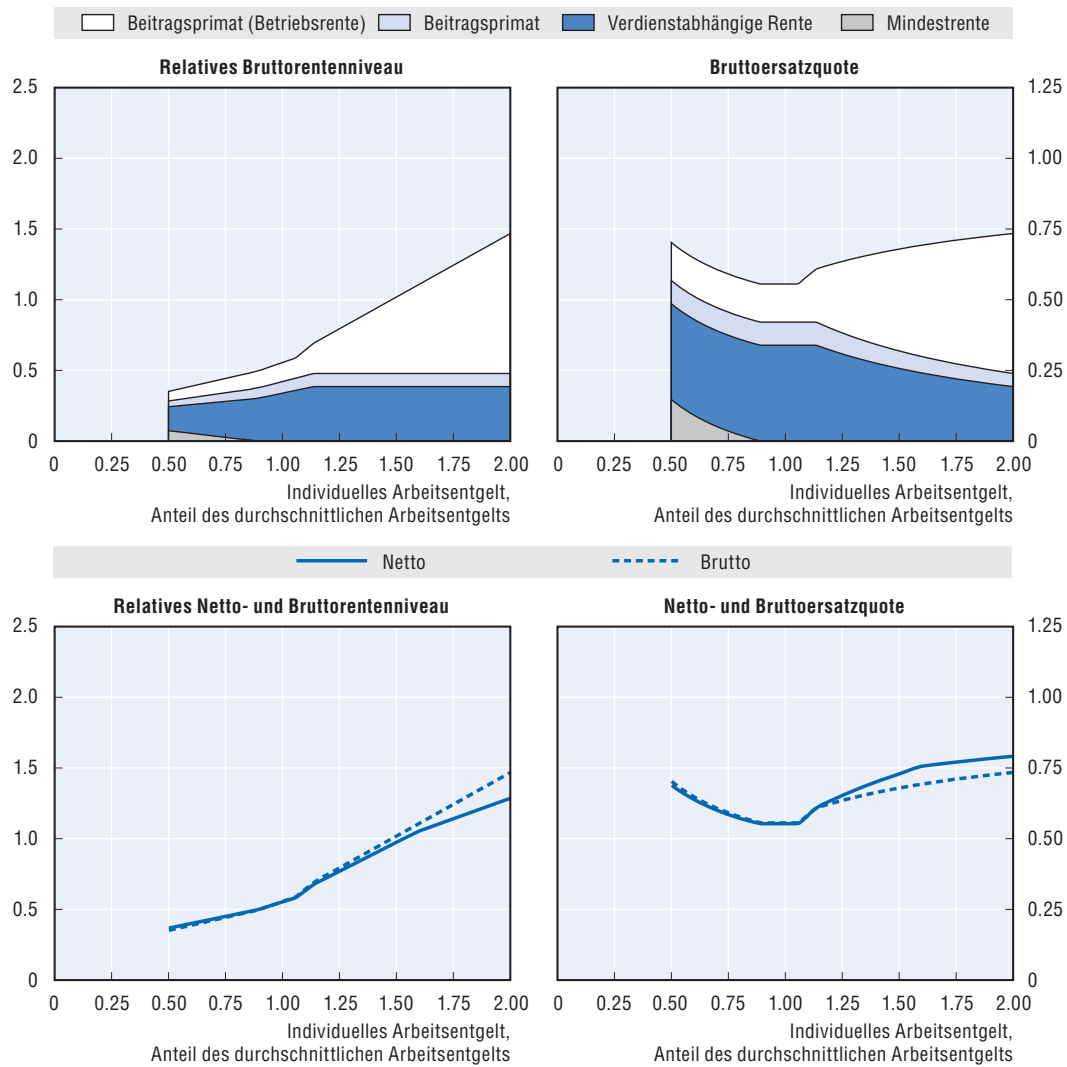 Beitragsprimat (Betriebsrente) Beitragsprimat Verdienstabhängige Rente Mindestrente
Relatives Bruttorentenniveau
2.5
2.0
1.5
1.0
0.5
0
0 0.25 0.50 0.75 1.00 1.25 1.50 1.75 2.00
Individuelles Arbeitsentgelt,
Anteil des durchschnittlichen Arbeitsentgelts
Bruttoersatzquote
1.25
1.00
0.75
0.50
0.25
0
0 0.25 0.50 0.75 1.00 1.25 1.50 1.75 2.00
Individuelles Arbeitsentgelt,
Anteil des durchschnittlichen Arbeitsentgelts
Netto Brutto
Relatives Netto- und Bruttorentenniveau
2.5
2.0
1.5
1.0
0.5
0
0 0.25 0.50 0.75 1.00 1.25 1.50 1.75 2.00
Individuelles Arbeitsentgelt,
Anteil des durchschnittlichen Arbeitsentgelts
Netto- und Bruttoersatzquote
1.25
1.00
0.75
0.50
0.25
0
0 0.25 0.50 0.75 1.00 1.25 1.50 1.75 2.00
Individuelles Arbeitsentgelt,
Anteil des durchschnittlichen Arbeitsentgelts